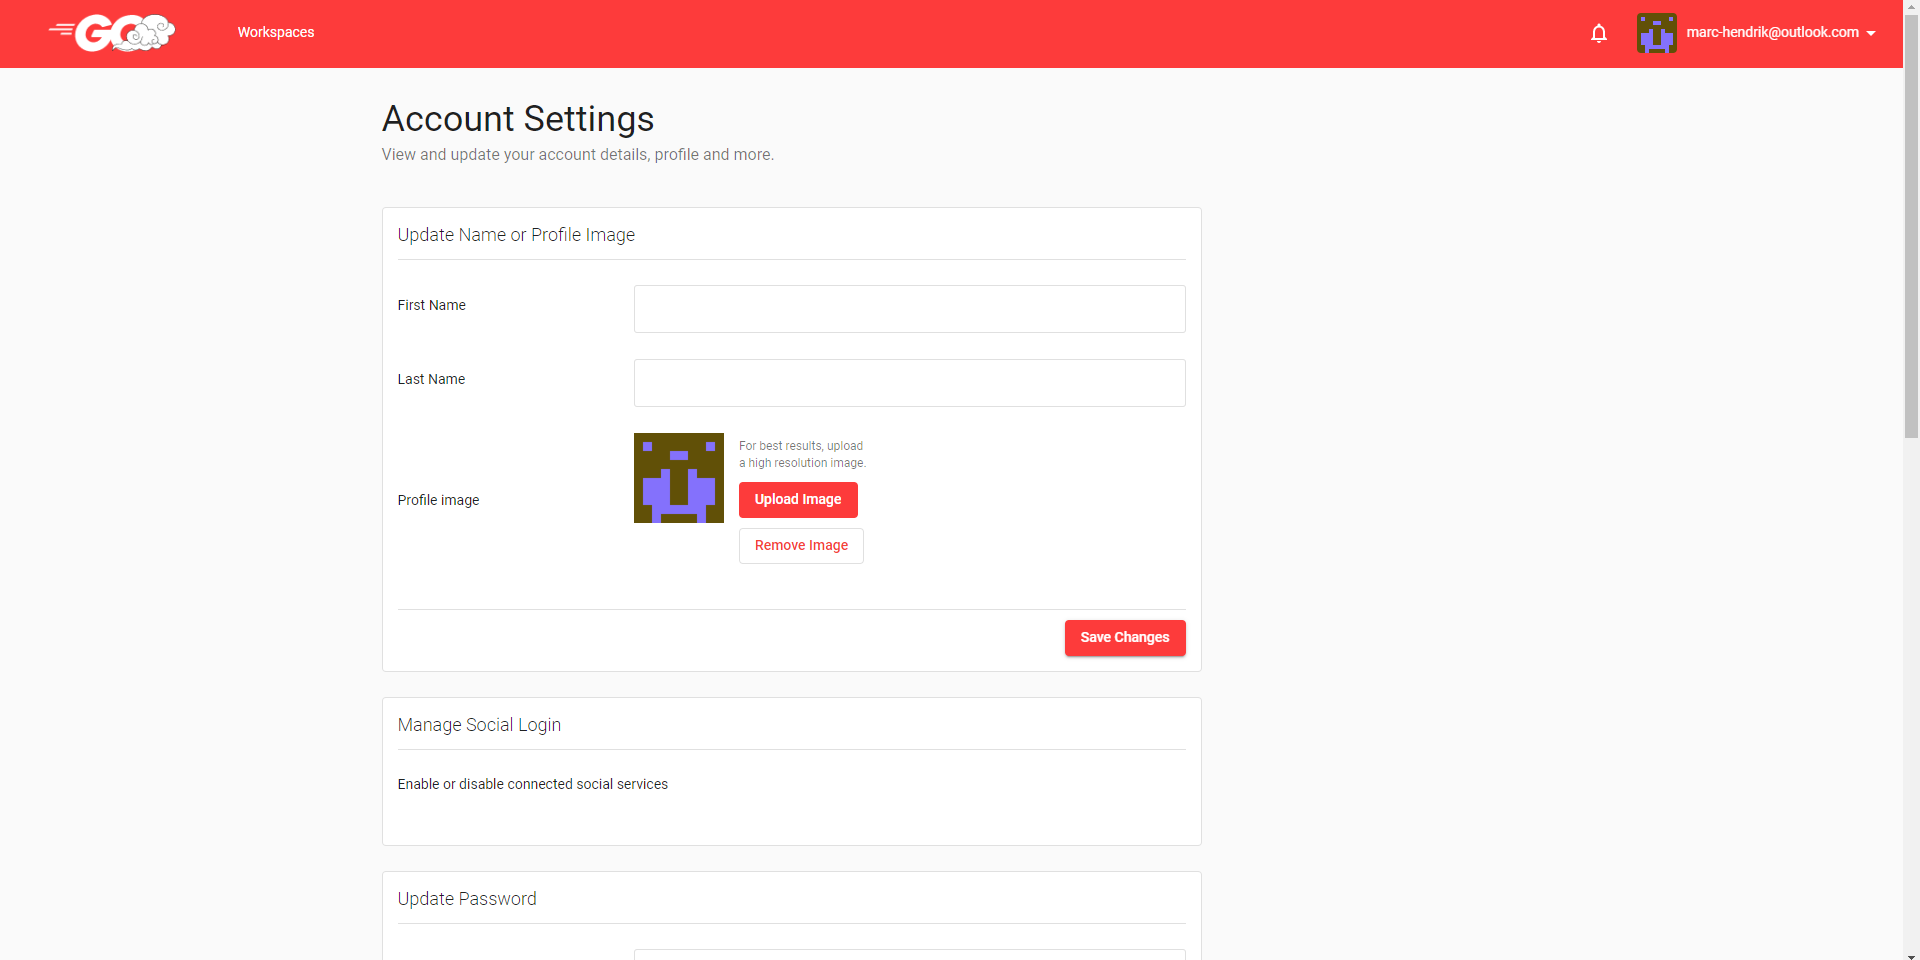 GO
Workspaces
marc-hendrik@outlook.com
Account Settings
View and update your account details, profile and more.
Update Name or Profile Image
First Name
Last Name
Profile image
For best results, upload
a high resolution image.
Upload Image
Remove Image
Save Changes
Manage Social Login
Enable or disable connected social services
Update Password